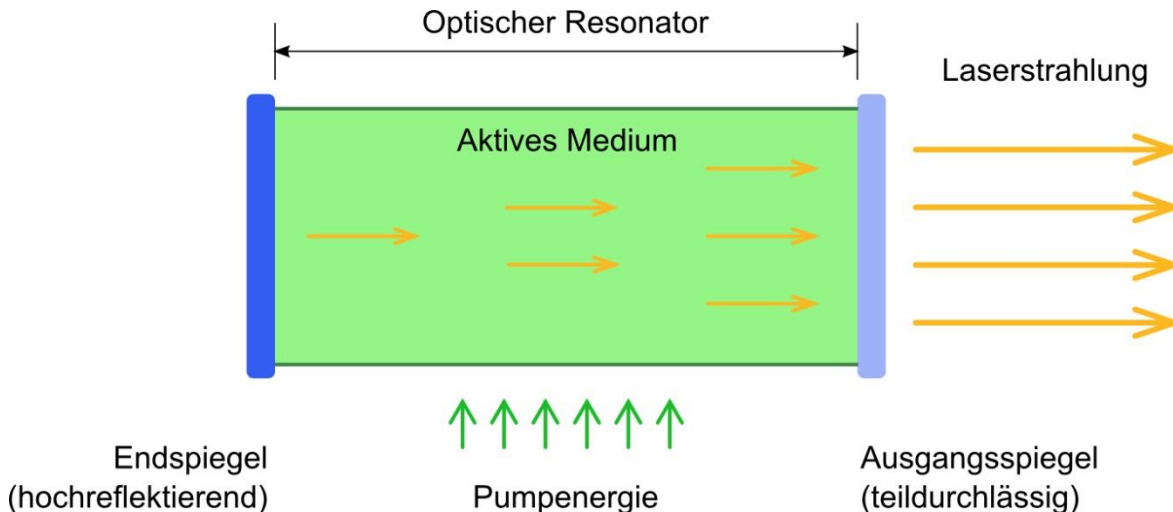 Optischer Resonator
Laserstrahlung
Aktives Medium
Endspiegel
(hochreflektierend)
Pumpenergie
Ausgangsspiegel
(teildurchlässig)